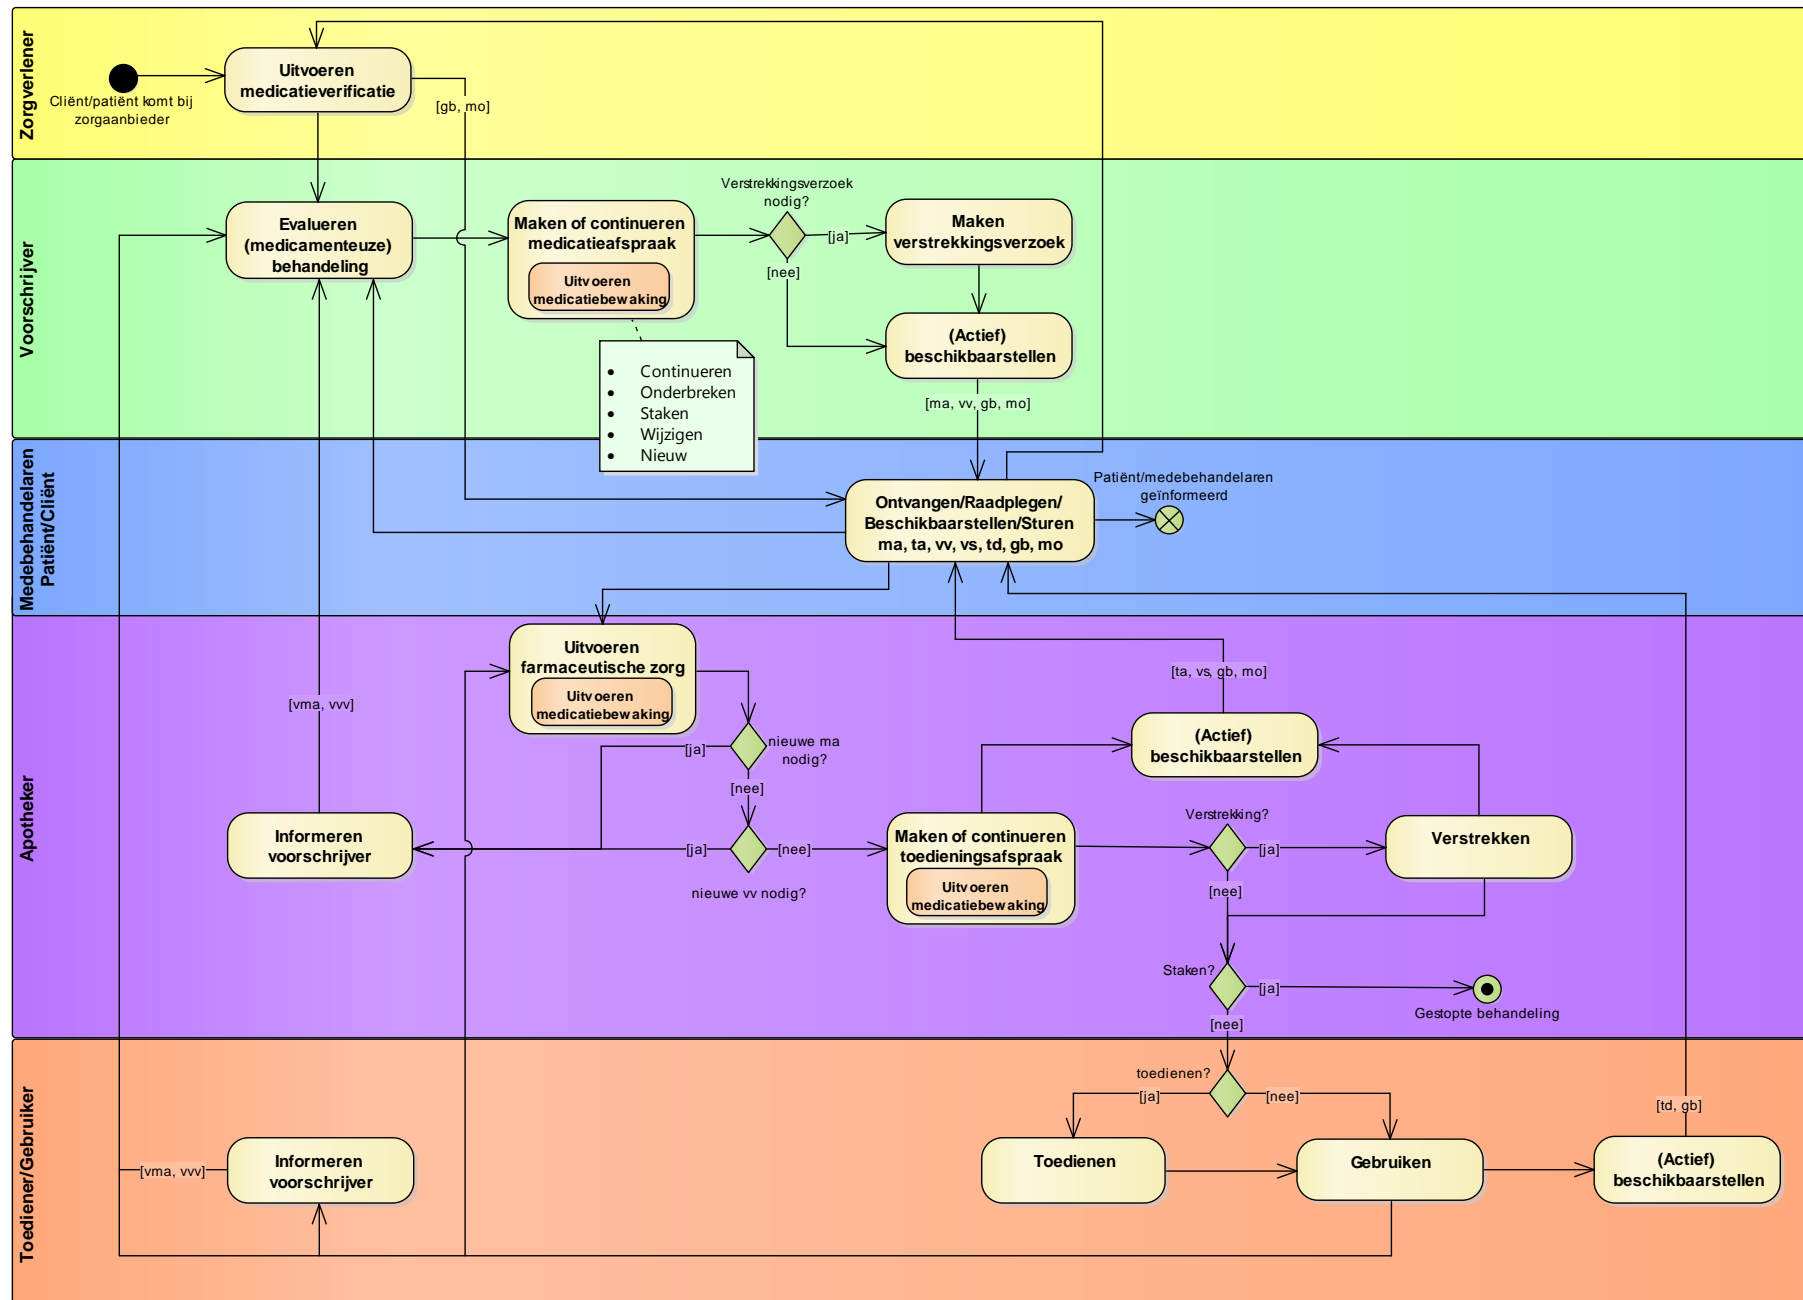 Zorgverlener
Cliënt/patiënt komt bij
zorgaanbieder
Uitvoeren
medicatieverificatie
[gb, mo]
Voorschrijver
Evalueren
(medicamenteuze)
behandeling
Maken of continueren
medicatieafspraak
Uitvoeren
medicatiebewaking
Verstrekkingsverzoek
nodig?
[ja]
[nee]
Maken
verstrekkingsverzoek
(Actief)
beschikbaarstellen
[ma, vv, gb, mo]
• Continueren
• Onderbreken
• Staken
• Wijzigen
• Nieuw
Medebehandelaren
Patiënt/Cliënt
Ontvangen/Raadplegen/
Beschikbaarstellen/Sturen
ma, ta, vv, vs, td, gb, mo
Patiënt/medebehandelaren
geïnformeerd
Apotheker
Uitvoeren
farmaceutische zorg
Uitvoeren
medicatiebewaking
[vma, vvv]
[ja]
nieuwe ma
nodig?
[nee]
Informeren
voorschrijver
[ja]
[nee]
nieuwe vv nodig?
Maken of continueren
toedieningsafspraak
Uitvoeren
medicatiebewaking
[ta, vs, gb, mo]
(Actief)
beschikbaarstellen
Verstrekking?
[ja]
[nee]
Verstrekken
Staken?
[ja]
[nee]
Gestopte behandeling
Toediener/Gebruiker
toedienen?
[ja]
[nee]
[td, gb]
[vma, vvv]
Informeren
voorschrijver
Toedienen
Gebruiken
(Actief)
beschikbaarstellen